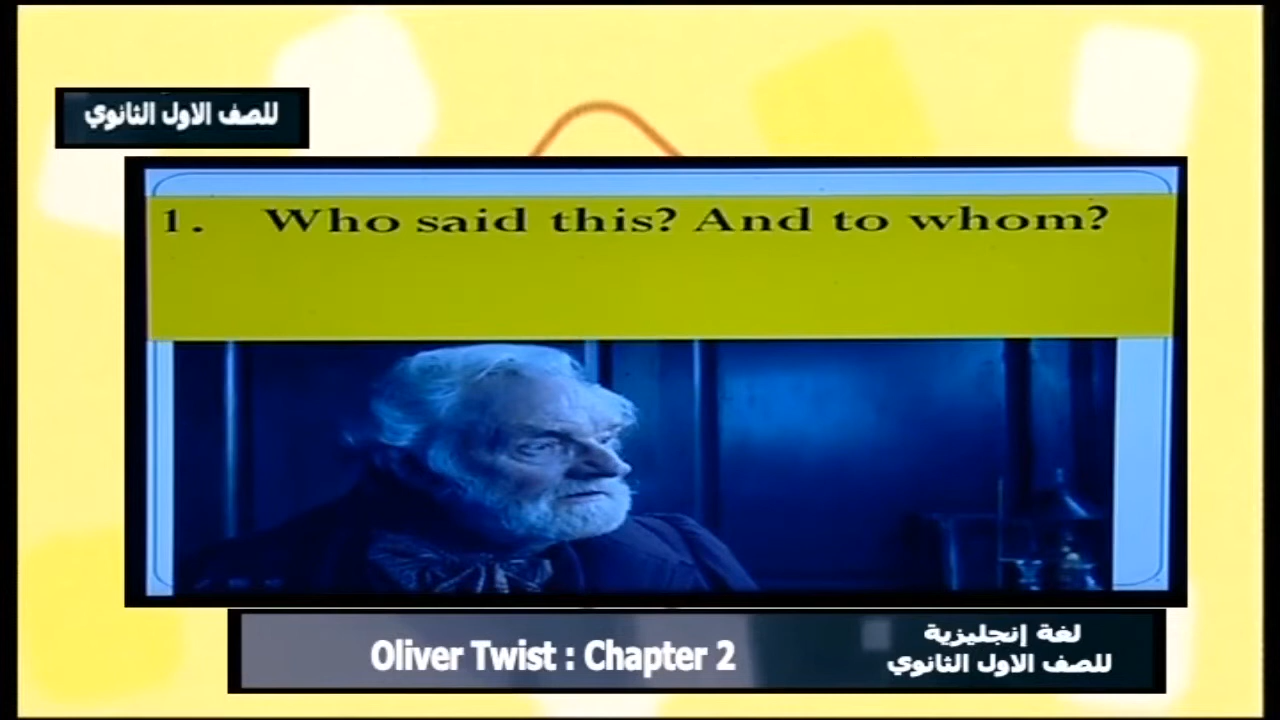 للصف الاول الثانوي
1. Who said this? And to whom?
Oliver Twist : Chapter 2
لغة إنجليزية
للصف الاول الثانوي